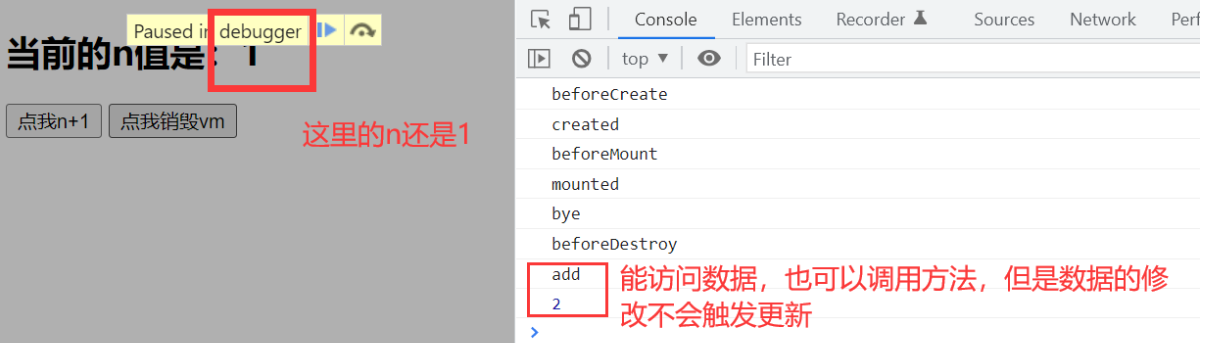 Paused in debugger
当前的n值是：1
点我n+1 点我销毁vm
这里的n还是1
Console Elements Recorder Sources Network Perf
top Filter
beforeCreate
created
beforeMount
mounted
bye
beforeDestroy
add
2
能访问数据，也可以调用方法，但是数据的修
改不会触发更新